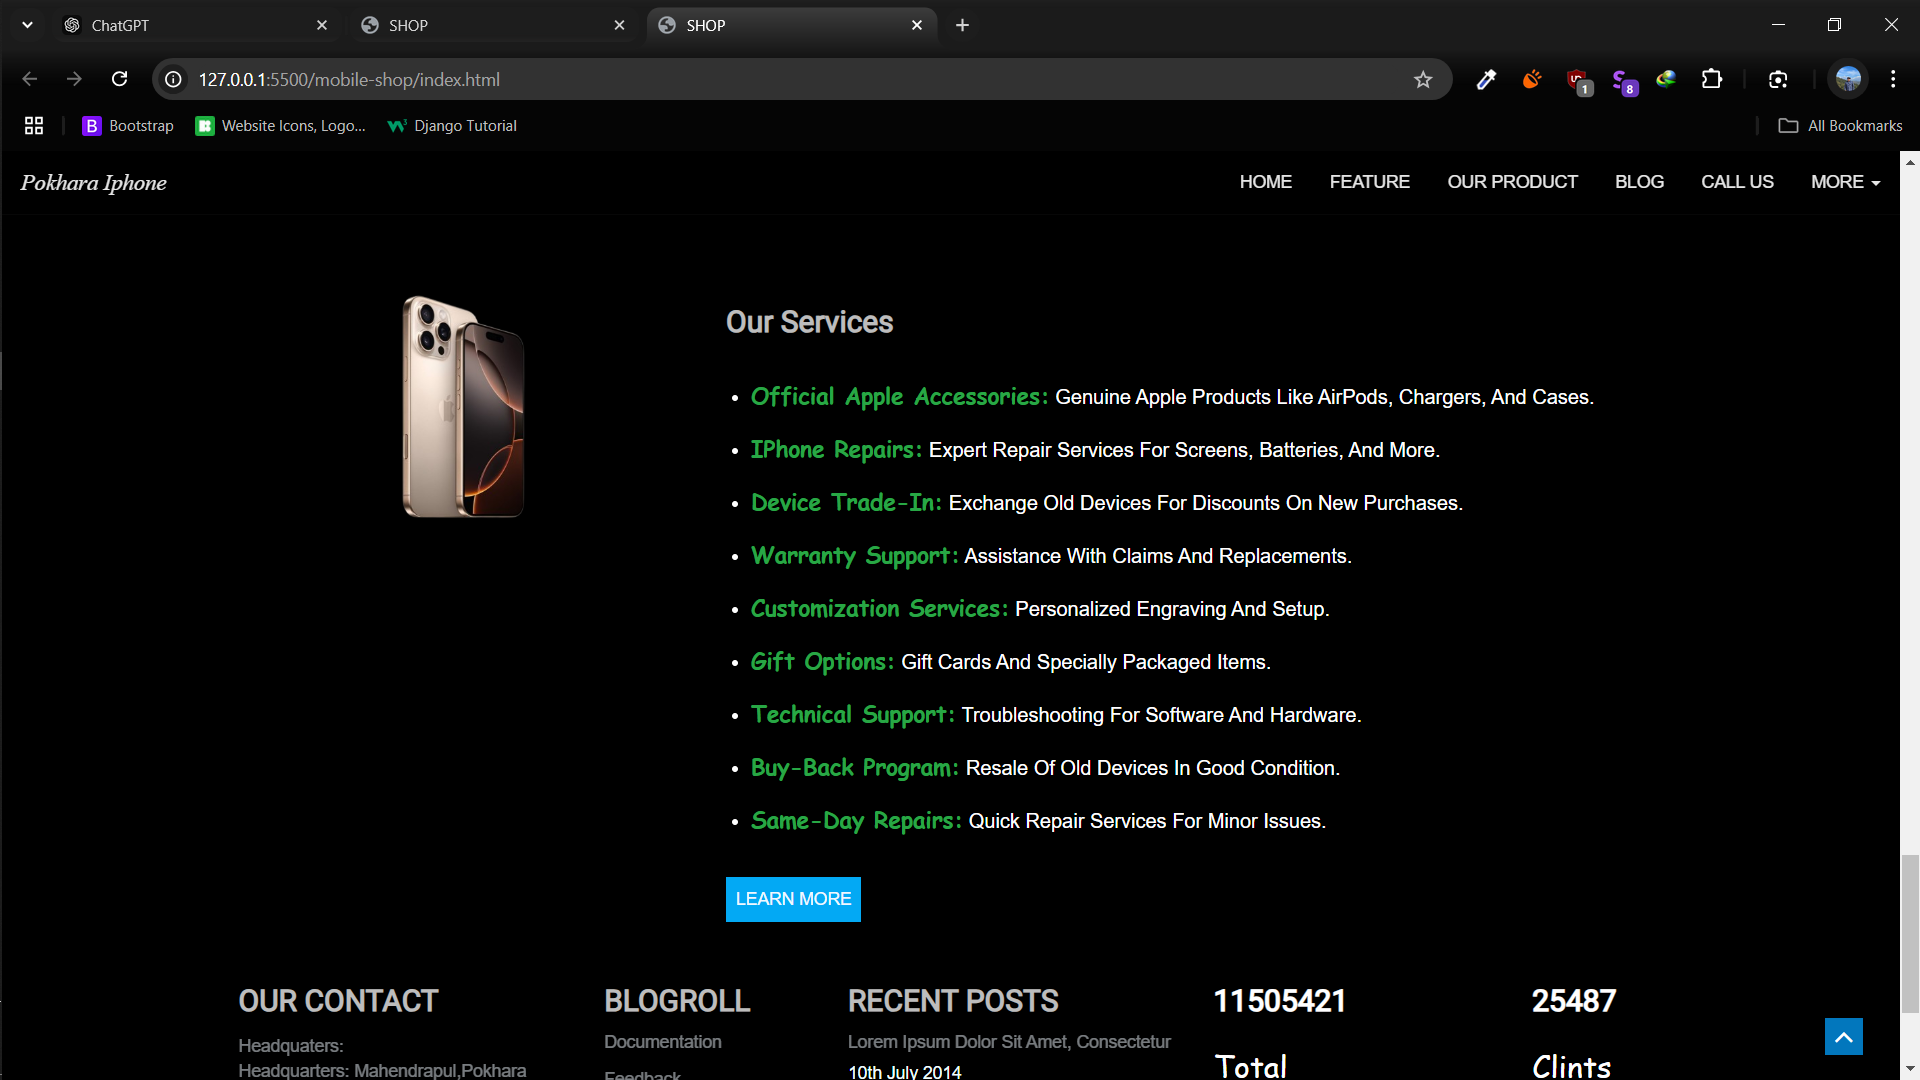 ChatGPT
SHOP
SHOP
127.0.0.1:5500/mobile-shop/index.html
1
8
B Bootstrap
Website Icons, Logo...
Django Tutorial
All Bookmarks
Pokhara Iphone
HOME
FEATURE
OUR PRODUCT
BLOG
CALL US
MORE
Our Services
• Official Apple Accessories: Genuine Apple Products Like AirPods, Chargers, And Cases.
• IPhone Repairs: Expert Repair Services For Screens, Batteries, And More.
• Device Trade-In: Exchange Old Devices For Discounts On New Purchases.
• Warranty Support: Assistance With Claims And Replacements.
• Customization Services: Personalized Engraving And Setup.
• Gift Options: Gift Cards And Specially Packaged Items.
• Technical Support: Troubleshooting For Software And Hardware.
• Buy-Back Program: Resale Of Old Devices In Good Condition.
• Same-Day Repairs: Quick Repair Services For Minor Issues.
LEARN MORE
OUR CONTACT
Headquaters:
Headquarters: Mahendrapul,Pokhara
BLOGROLL
Documentation
Feedback
RECENT POSTS
Lorem Ipsum Dolor Sit Amet, Consectetur
10th July 2014
11505421
Total
25487
Clints